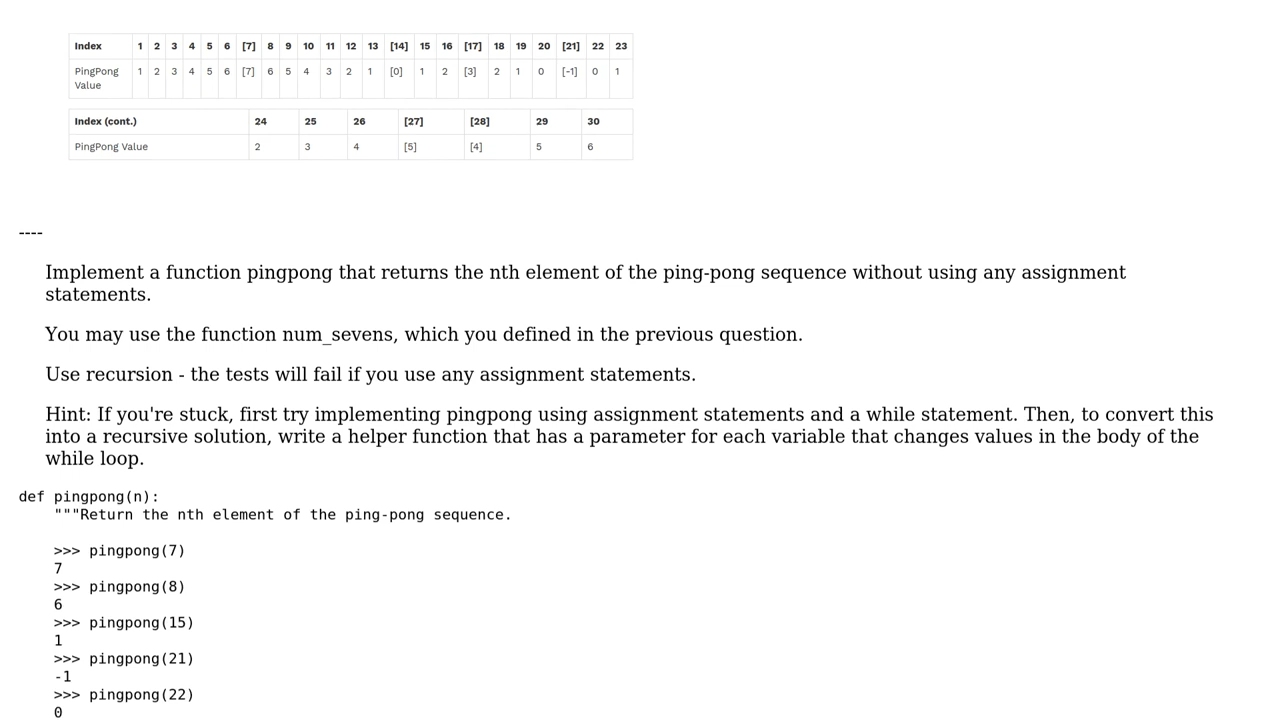 Index 1 2 3 4 5 6 [7] 8 9 10 11 12 13 [14] 15 16 [17] 18 19 20 [21] 22 23
PingPong Value 1 2 3 4 5 6 [7] 6 5 4 3 2 1 [0] 1 2 [3] 2 1 0 [-1] 0 1
Index (cont.) 24 25 26 [27] [28] 29 30
PingPong Value 2 3 4 [5] [4] 5 6
----
Implement a function pingpong that returns the nth element of the ping-pong sequence without using any assignment
statements.
You may use the function num_sevens, which you defined in the previous question.
Use recursion - the tests will fail if you use any assignment statements.
Hint: If you're stuck, first try implementing pingpong using assignment statements and a while statement. Then, to convert this
into a recursive solution, write a helper function that has a parameter for each variable that changes values in the body of the
while loop.
def pingpong(n):
    """Return the nth element of the ping-pong sequence.
    >>> pingpong(7)
    7
    >>> pingpong(8)
    6
    >>> pingpong(15)
    1
    >>> pingpong(21)
    -1
    >>> pingpong(22)
    0